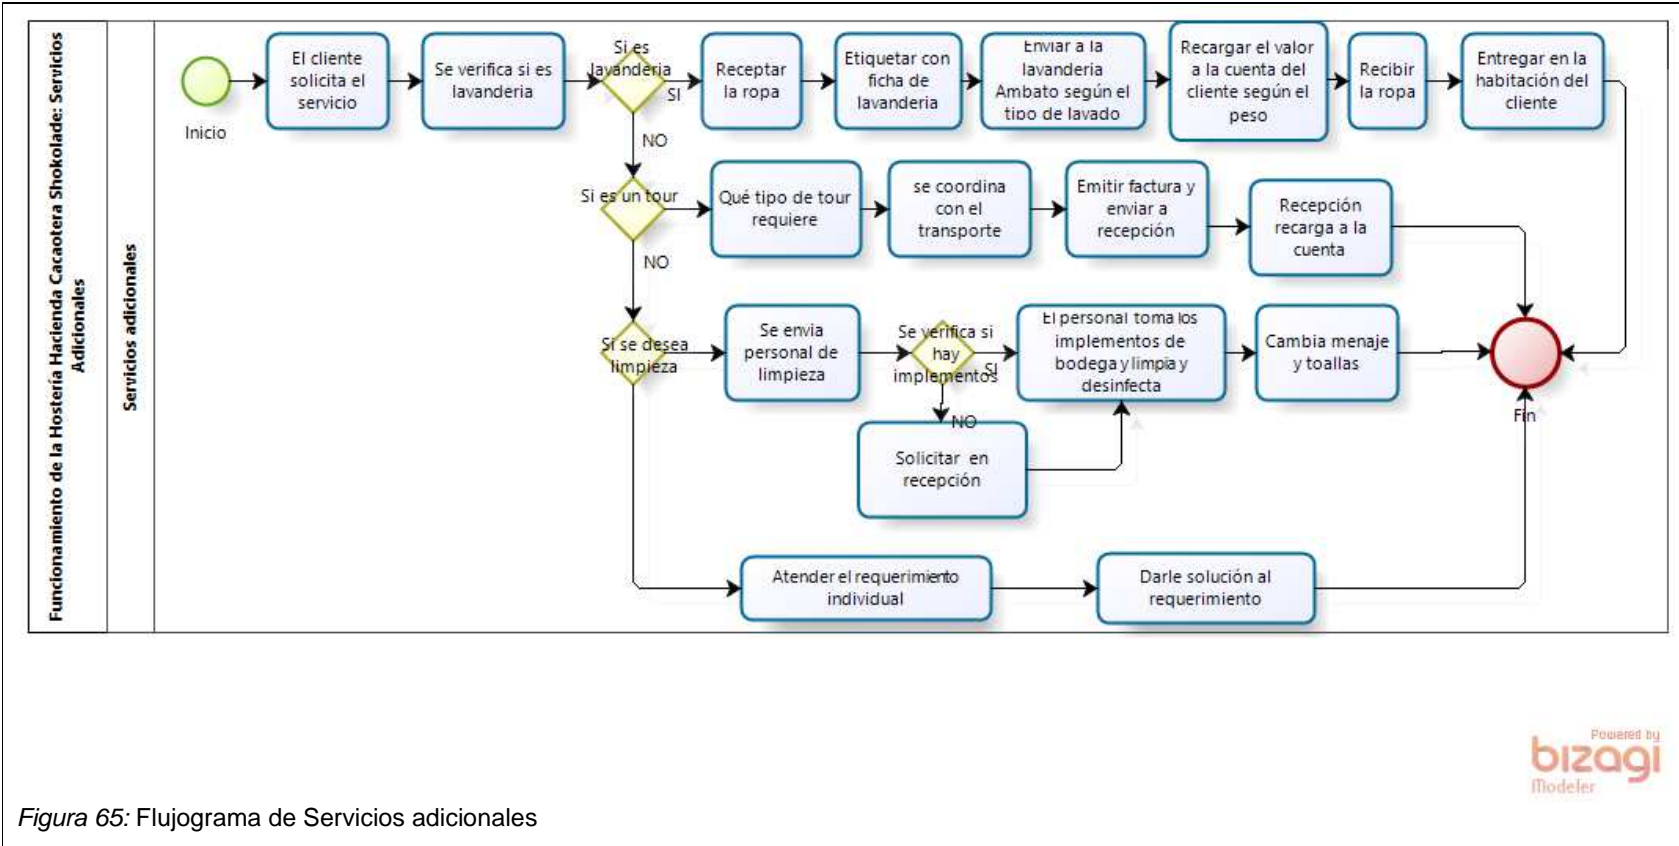 Funcionamiento de la Hostería Hacienda Cacaotera Shokolade: Servicios
Adicionales
Servicios adicionales
Inicio
El cliente
solicita el
servicio
Se verifica si es
lavanderia
Si es
lavanderia
SI
NO
Receptar
la ropa
Etiquetar con
ficha de
lavanderia
Enviar a la
lavanderia
Ambato según el
tipo de lavado
Recargar el valor
a la cuenta del
cliente según el
peso
Recibir
la ropa
Entregar en la
habitación del
cliente
Si es un tour
NO
Qué tipo de tour
requiere
se coordina
con el
transporte
Emitir factura y
enviar a
recepción
Recepción
recarga a la
cuenta
Si se desea
limpieza
Se envia
personal de
limpieza
Se verifica si
hay
implementos
SI
NO
El personal toma los
implementos de
bodega y limpia y
desinfecta
Cambia menaje
y toallas
Solicitar en
recepción
Fin
Atender el requerimiento
individual
Darle solución al
requerimiento
Powered by
bizagi
Modeler
Figura 65: Flujograma de Servicios adicionales